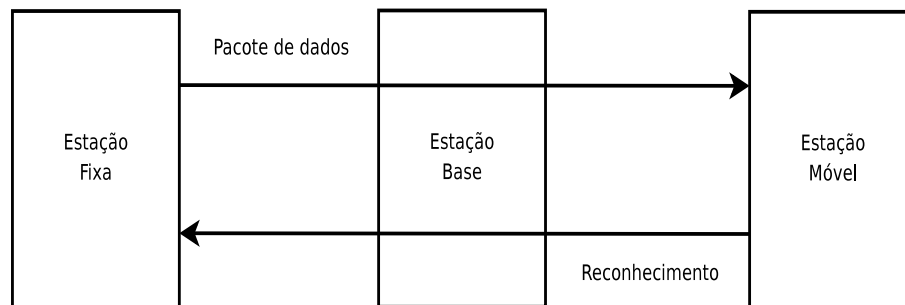 Pacote de dados
Estação
Fixa
Estação
Base
Estação
Móvel
Reconhecimento